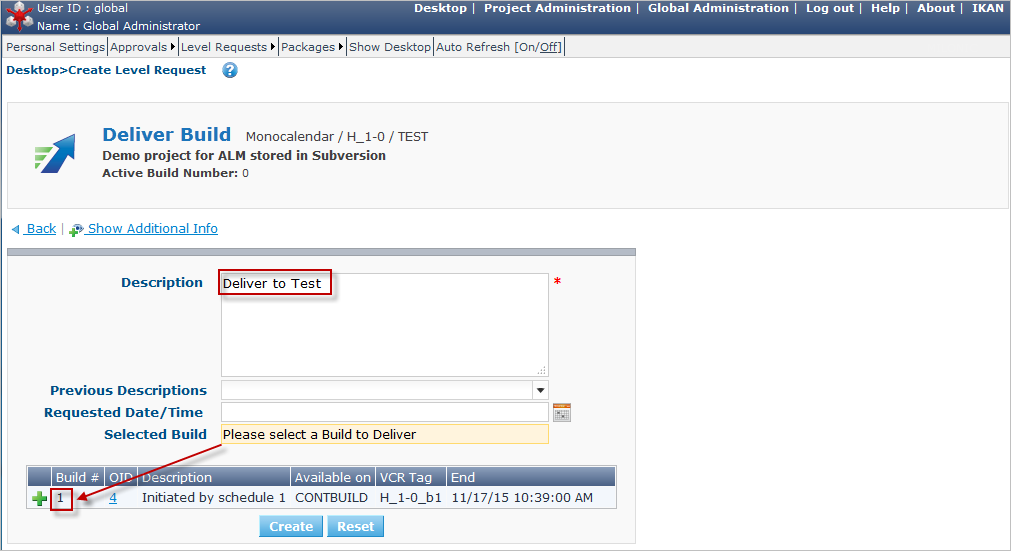 User ID : global
Desktop | Project Administration | Global Administration | Log out | Help | About | IKAN
Name : Global Administrator
Personal Settings Approvals Level Requests Packages Show Desktop Auto Refresh [On/Off]
Desktop>Create Level Request ?
Deliver Build Monocalendar / H_1-0 / TEST
Demo project for ALM stored in Subversion
Active Build Number: 0
Back | Show Additional Info
Description Deliver to Test *
Previous Descriptions
Requested Date/Time
Selected Build Please select a Build to Deliver
Build # OID Description Available on VCR Tag End
1 4 Initiated by schedule 1 CONTBUILD H_1-0_b1 11/17/15 10:39:00 AM
Create Reset